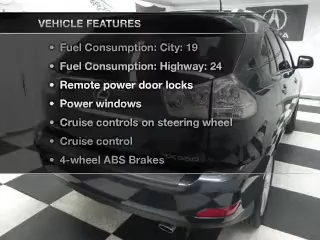 VEHICLE FEATURES
• Fuel Consumption: City: 19
• Fuel Consumption: Highway: 24
• Remote power door locks
• Power windows
• Cruise controls on steering wheel
• Cruise control
• 4-wheel ABS Brakes